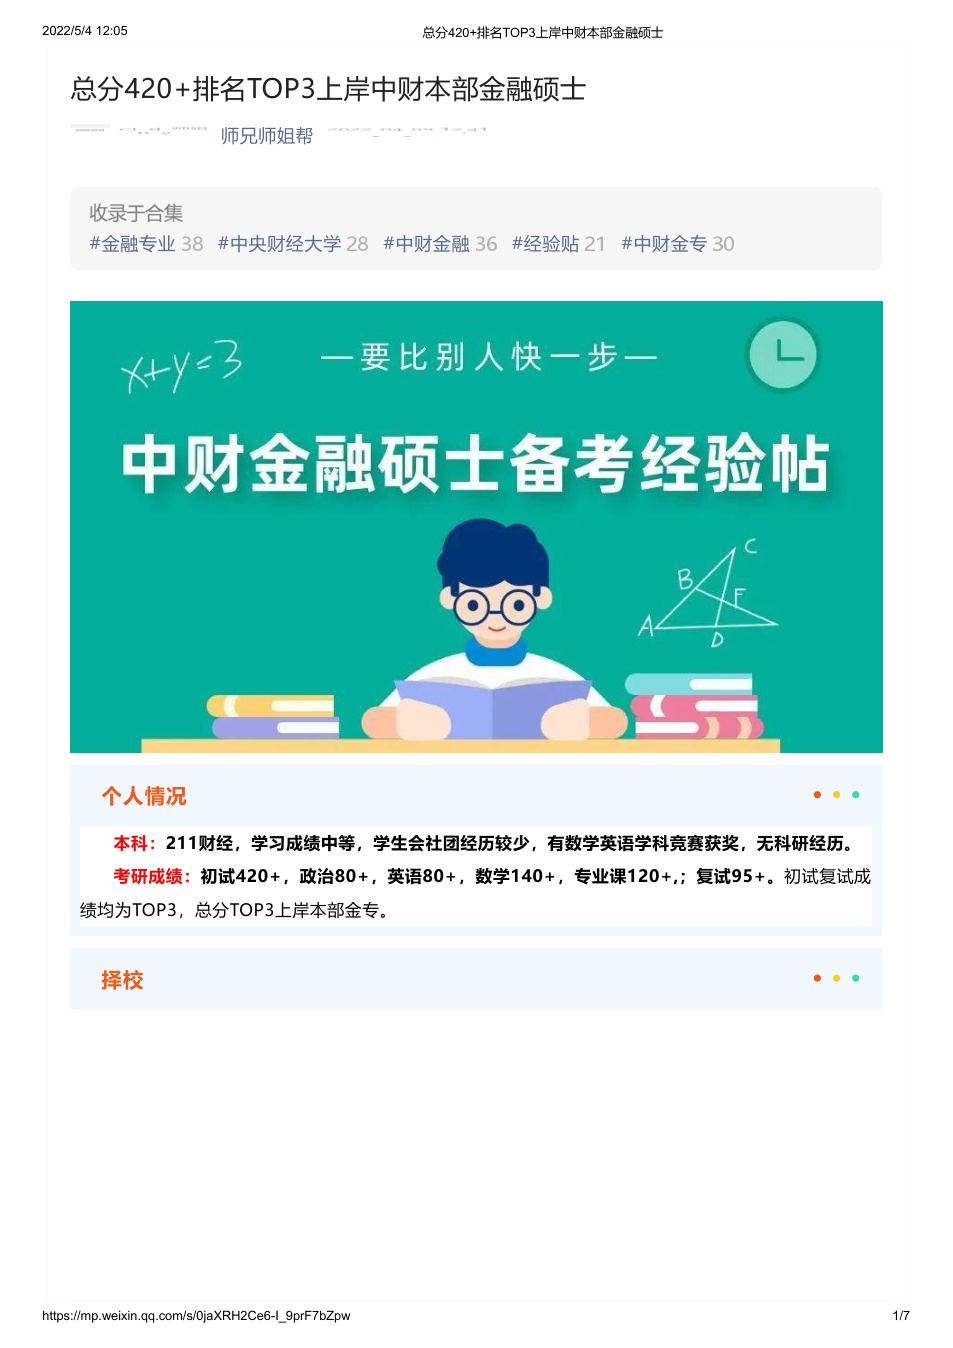 2022/5/4 12:05
总分420+排名TOP3上岸中财本部金融硕士
总分420+排名TOP3上岸中财本部金融硕士
师兄师姐帮
收录于合集
#金融专业 38 #中央财经大学 28 #中财金融 36 #经验贴 21 #中财金专 30
x+y=3
—要比别人快一步—
中财金融硕士备考经验帖
C
B
F
A
D
个人情况
本科：211财经，学习成绩中等，学生会社团经历较少，有数学英语学科竞赛获奖，无科研经历。
考研成绩：初试420+，政治80+，英语80+，数学140+，专业课120+,；复试95+。初试复试成
绩均为TOP3，总分TOP3上岸本部金专。
择校
https://mp.weixin.qq.com/s/0jaXRH2Ce6-I_9prF7bZpw
1/7